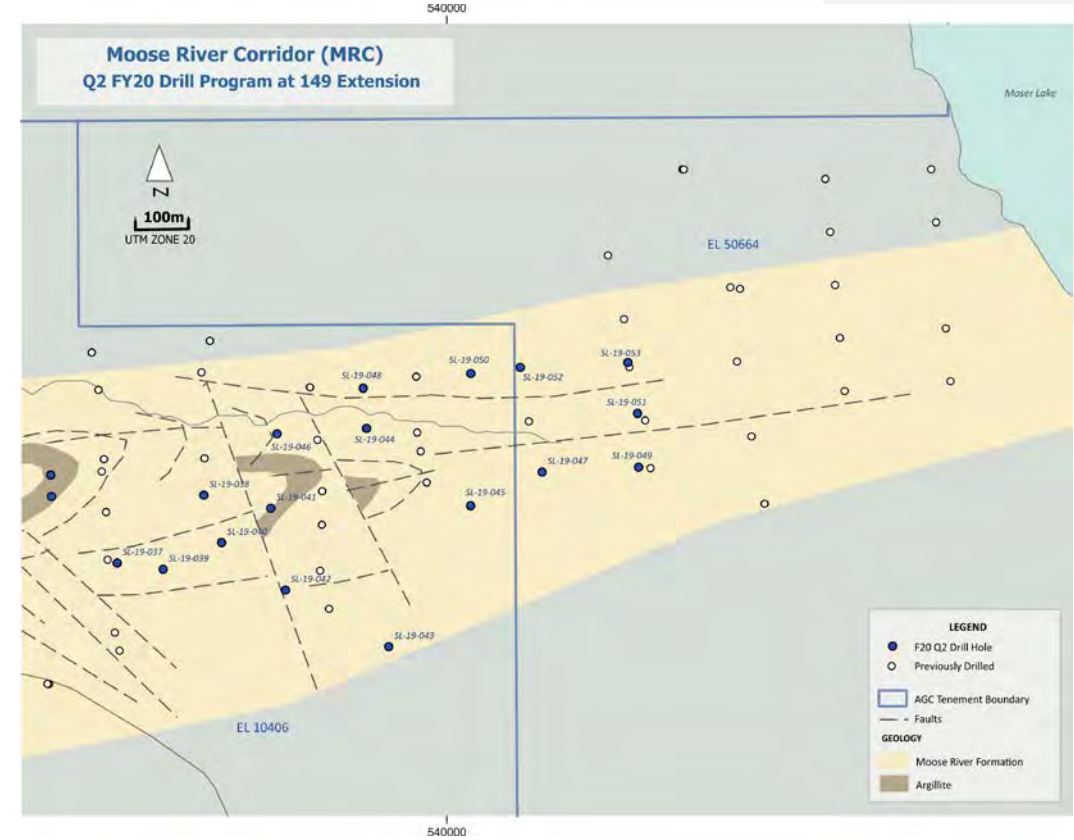 540000
Moose River Corridor (MRC)
Q2 FY20 Drill Program at 149 Extension
Moser Lake
N
100m
UTM ZONE 20
EL 50664
SL-19-053
SL-19-050
SL-19-048
SL-19-052
SL-19-051
SL-19-044
SL-19-046
SL-19-047
SL-19-049
SL-19-038
SL-19-041
SL-19-045
SL-19-040
SL-19-037
SL-19-039
SL-19-042
SL-19-043
EL 10406
LEGEND
F20 Q2 Drill Hole
Previously Drilled
AGC Tenement Boundary
Faults
GEOLOGY
Moose River Formation
Argillite
540000